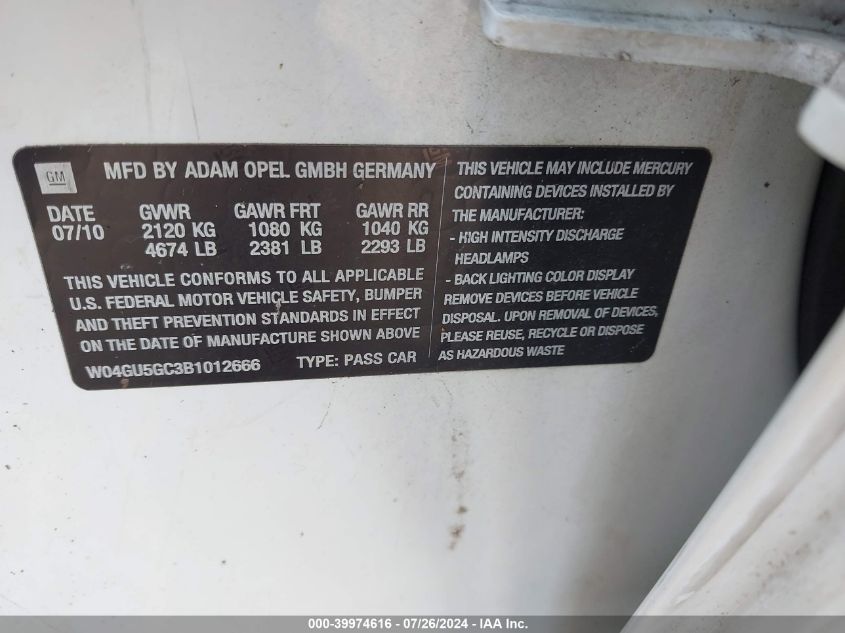 GM
MFD BY ADAM OPEL GMBH GERMANY
DATE GVWR GAWR FRT GAWR RR
07/10 2120 KG 1080 KG 1040 KG
4674 LB 2381 LB 2293 LB
THIS VEHICLE CONFORMS TO ALL APPLICABLE
U.S. FEDERAL MOTOR VEHICLE SAFETY, BUMPER
AND THEFT PREVENTION STANDARDS IN EFFECT
ON THE DATE OF MANUFACTURE SHOWN ABOVE
W04GU5GC3B1012666 TYPE: PASS CAR
THIS VEHICLE MAY INCLUDE MERCURY
CONTAINING DEVICES INSTALLED BY
THE MANUFACTURER:
- HIGH INTENSITY DISCHARGE
HEADLAMPS
- BACK LIGHTING COLOR DISPLAY
REMOVE DEVICES BEFORE VEHICLE
DISPOSAL. UPON REMOVAL OF DEVICES,
PLEASE REUSE, RECYCLE OR DISPOSE
AS HAZARDOUS WASTE
000-39974616 - 07/26/2024 - IAA Inc.